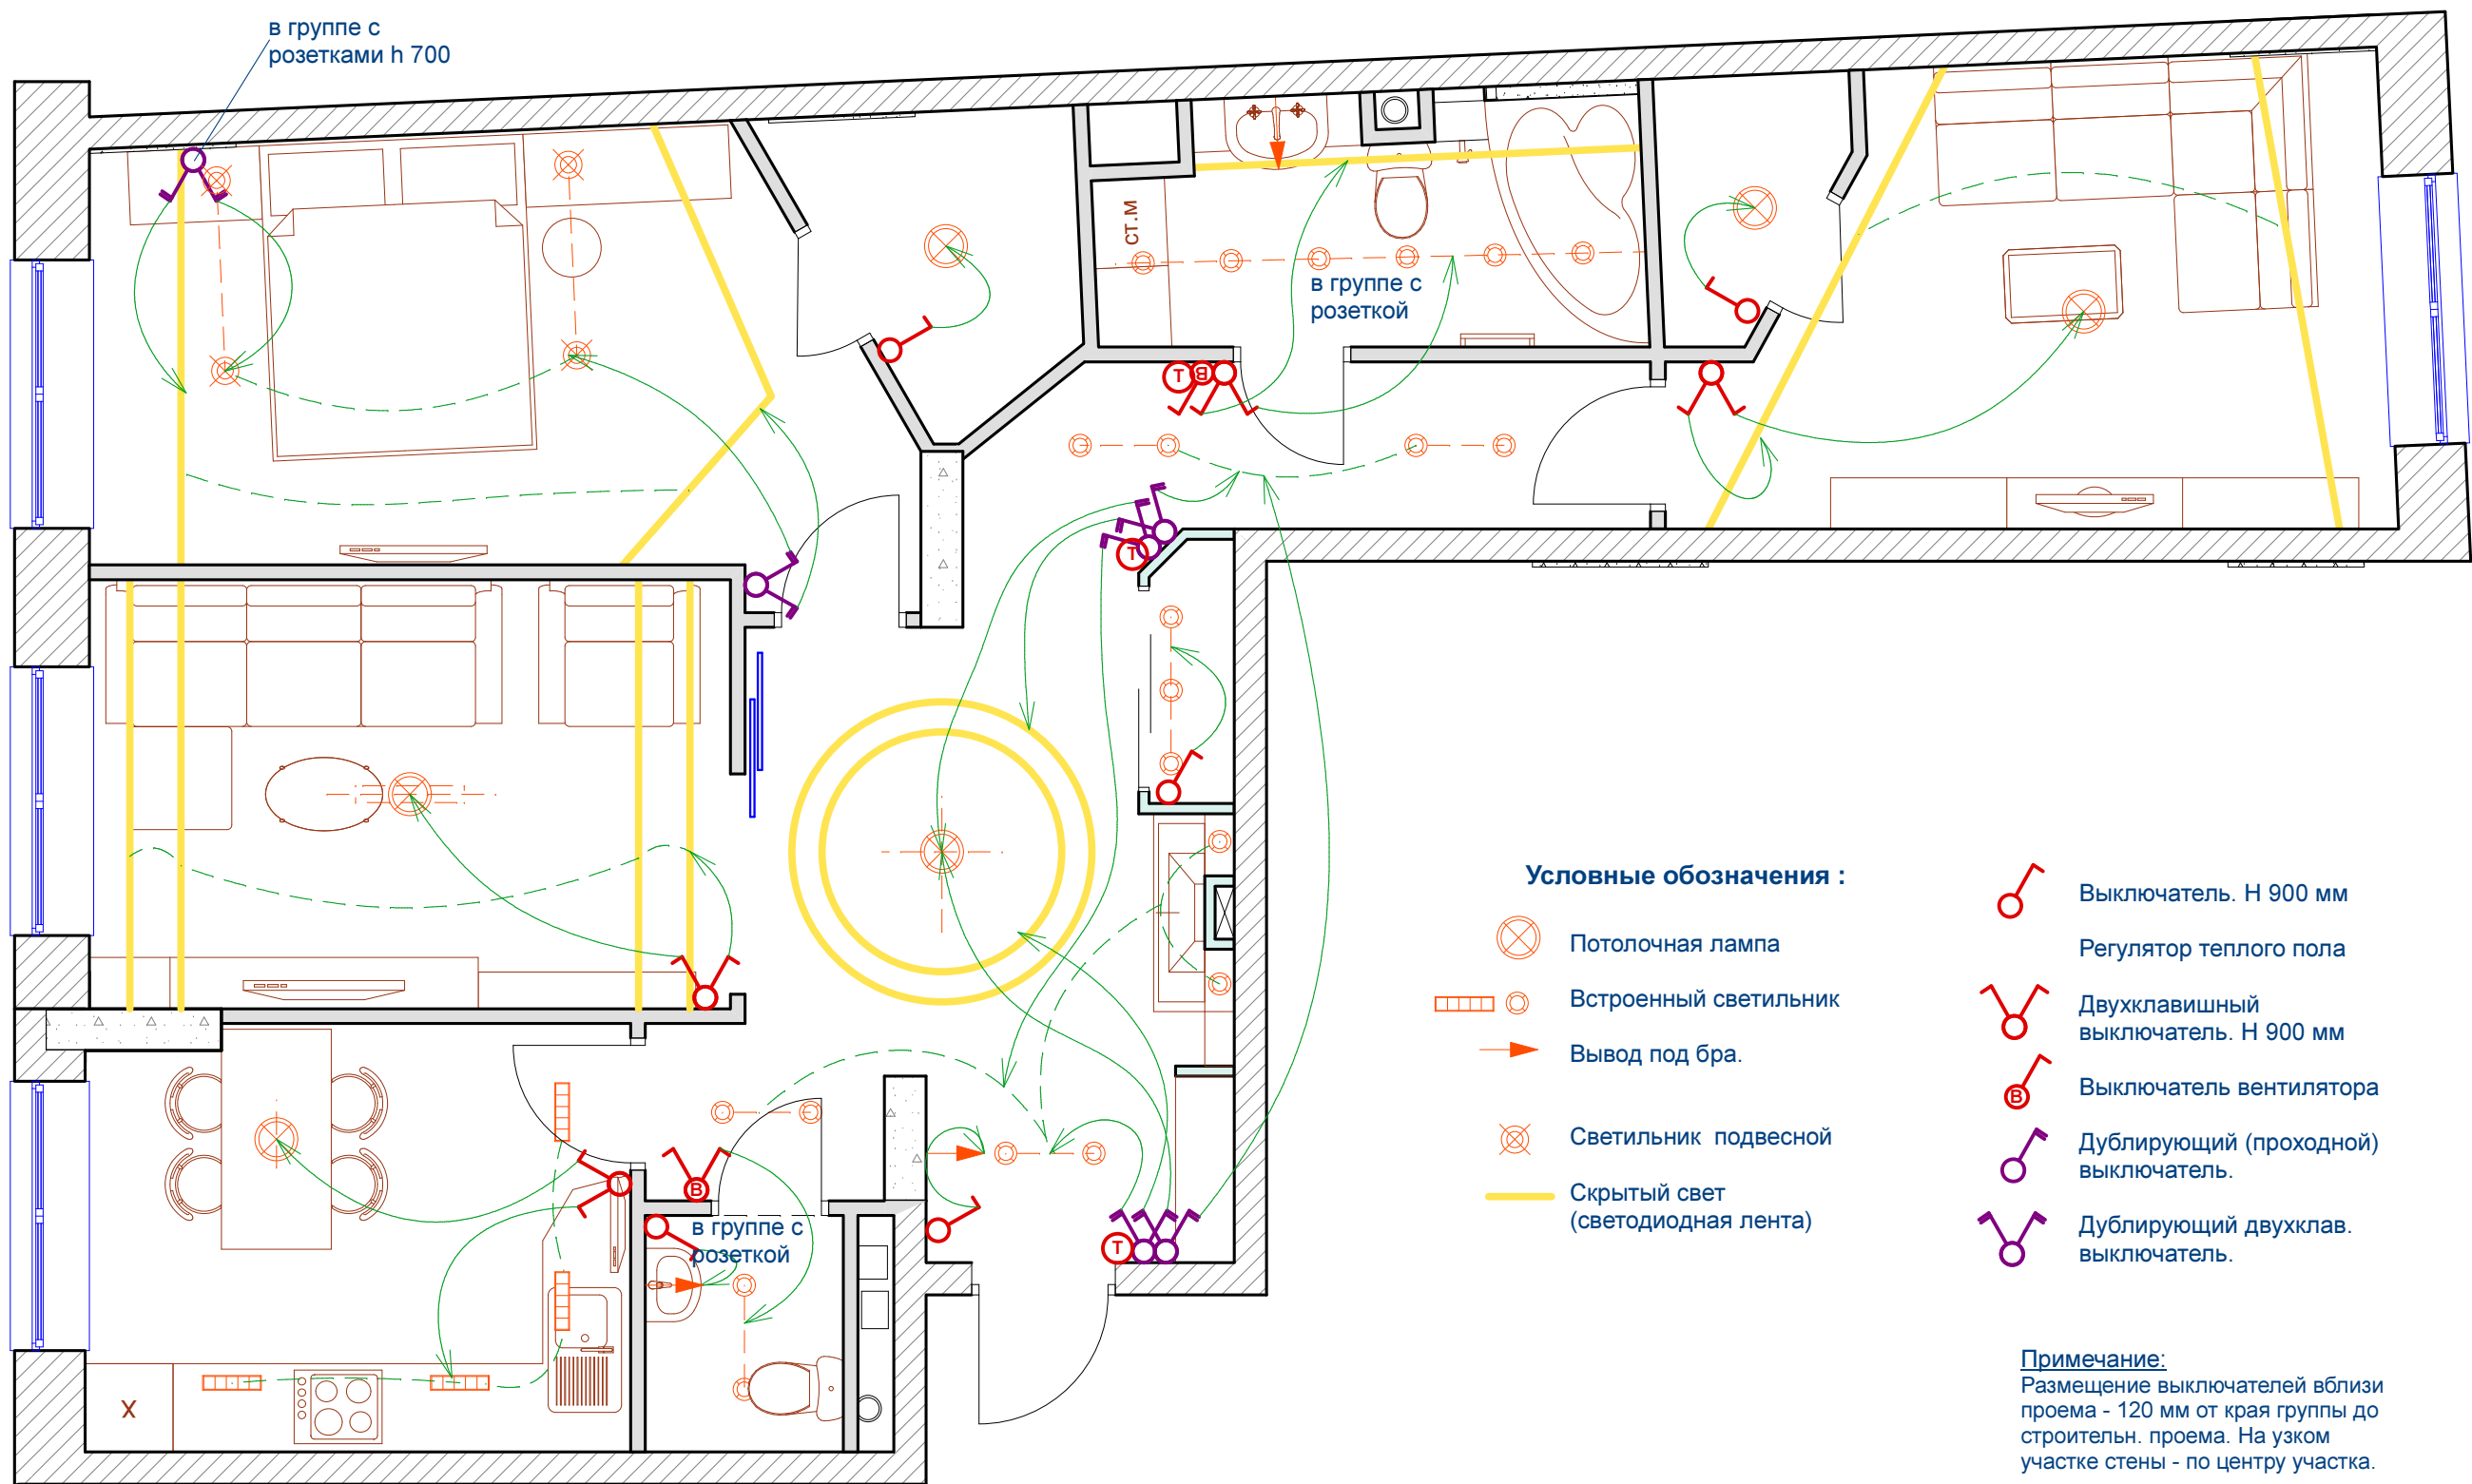 в группе с
розетками h 700
ст.м
в группе с
розеткой
Т
В
Т
Условные обозначения :
Потолочная лампа
Встроенный светильник
Вывод под бра.
Светильник подвесной
Скрытый свет
(светодиодная лента)
Выключатель. Н 900 мм
Регулятор теплого пола
Двухклавишный
выключатель. Н 900 мм
В
Выключатель вентилятора
Дублирующий (проходной)
выключатель.
Дублирующий двухклав.
выключатель.
В
в группе с
розеткой
Т
Х
Примечание:
Размещение выключателей вблизи
проема - 120 мм от края группы до
строительн. проема. На узком
участке стены - по центру участка.